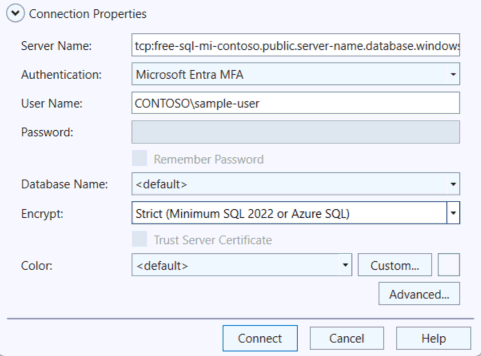 Connection Properties
Server Name: tcp:free-sql-mi-contoso.public.server-name.database.windows
Authentication: Microsoft Entra MFA
User Name: CONTOSO\sample-user
Password:
Remember Password
Database Name: <default>
Encrypt: Strict (Minimum SQL 2022 or Azure SQL)
Trust Server Certificate
Color: <default> Custom...
Advanced...
Connect Cancel Help